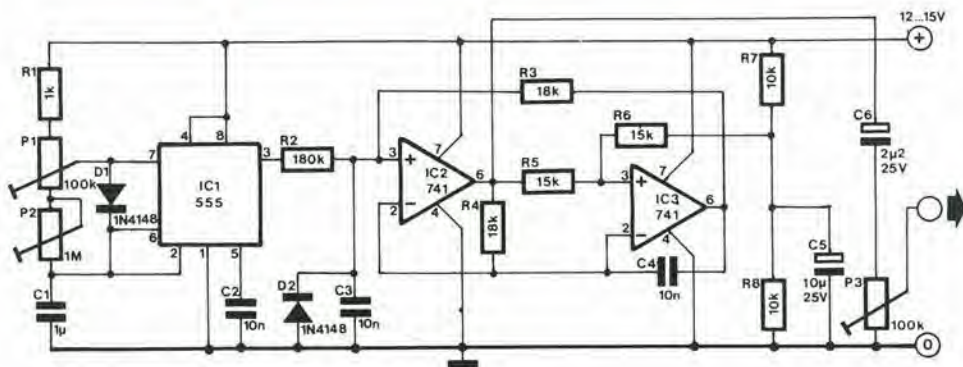 12...15V
+
R1
1k
P1
100k
P2
1M
C1
1µ
D1
1N4148
7
6
4
8
3
2
1
5
IC1
555
R2
180k
C2
10n
D2
1N4148
C3
10n
R3
18k
3
+
2
−
7
6
4
IC2
741
R4
18k
R5
15k
R6
15k
3
+
2
−
7
6
4
IC3
741
C4
10n
R7
10k
R8
10k
C5
10µ
25V
C6
2µ2
25V
P3
100k
0